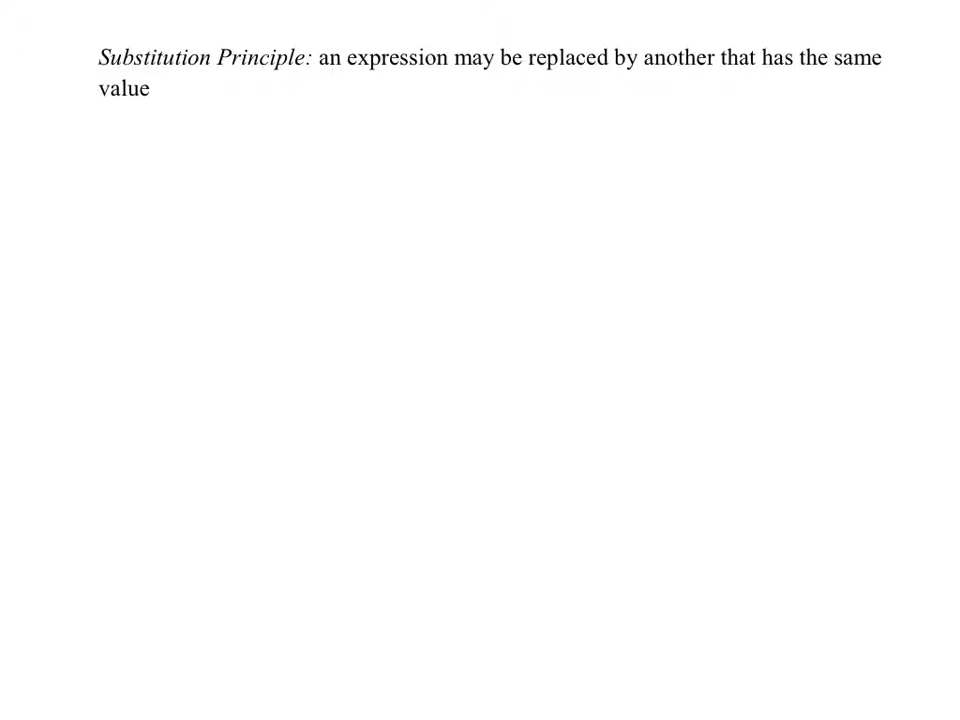 Substitution Principle: an expression may be replaced by another that has the same
value